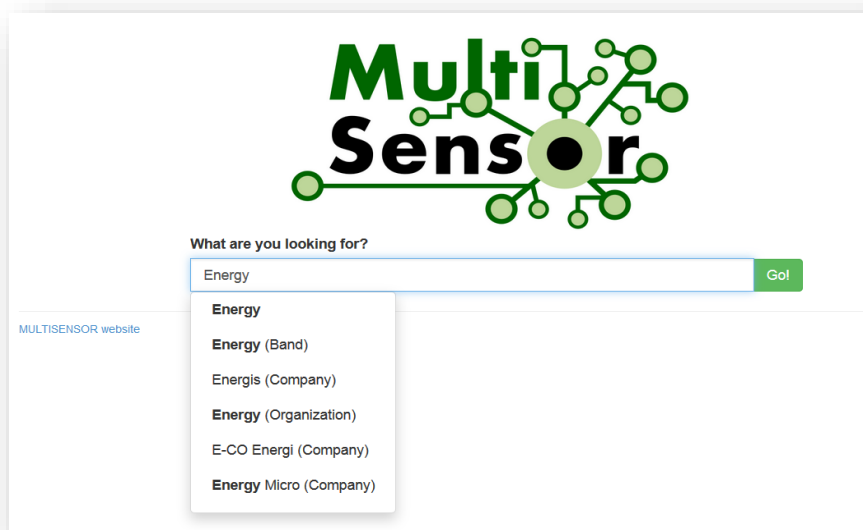 Multi
Sensor
What are you looking for?
Energy
Go!
Energy
Energy (Band)
MULTISENSOR website
Energis (Company)
Energy (Organization)
E-CO Energi (Company)
Energy Micro (Company)